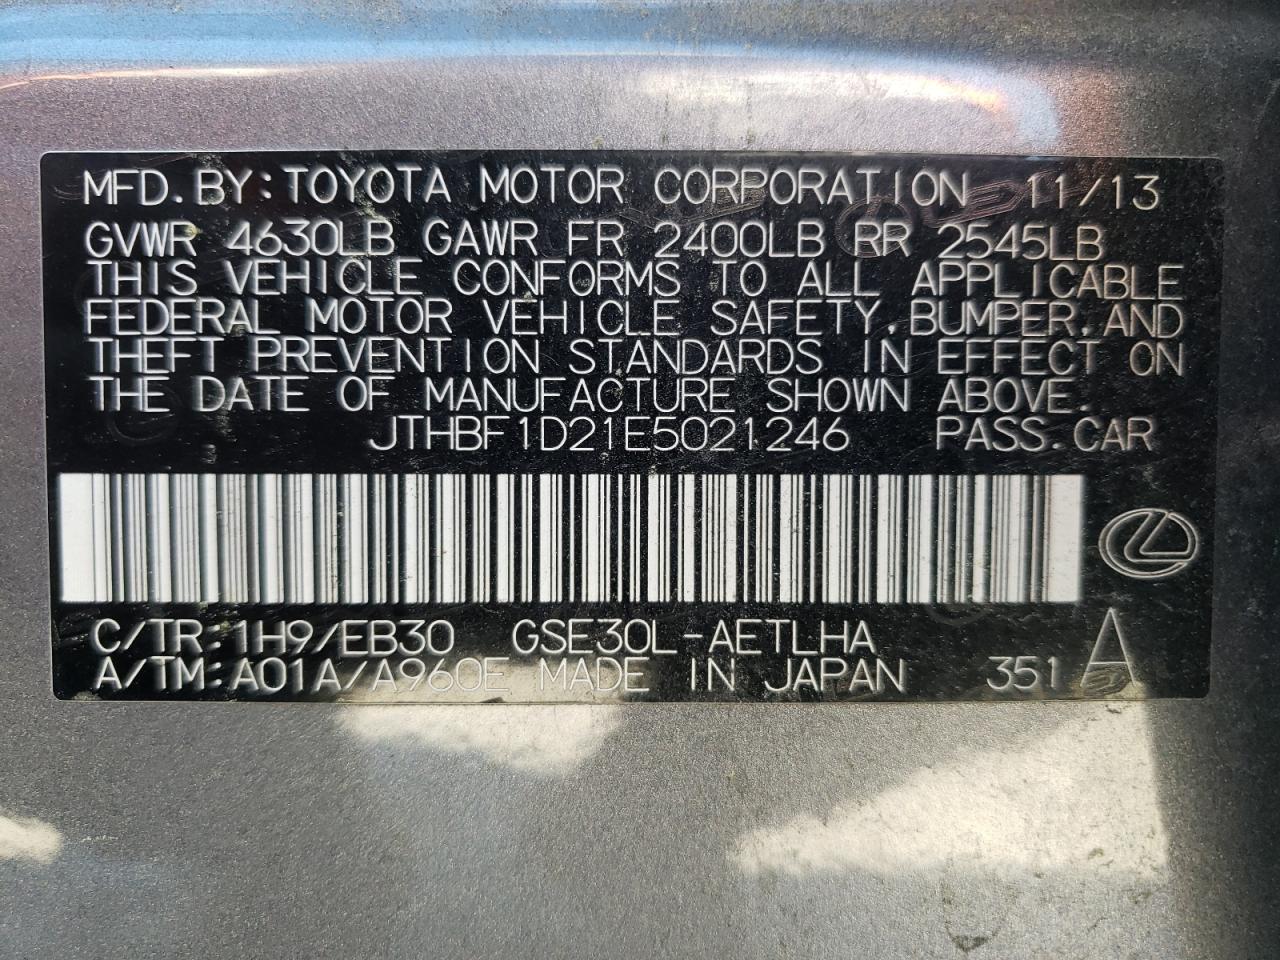 MFD. BY: TOYOTA MOTOR CORPORATION 11/13
GVWR 4630LB GAWR FR 2400LB RR 2545LB
THIS VEHICLE CONFORMS TO ALL APPLICABLE
FEDERAL MOTOR VEHICLE SAFETY, BUMPER, AND
THEFT PREVENTION STANDARDS IN EFFECT ON
THE DATE OF MANUFACTURE SHOWN ABOVE.
JTHBF1D21E5021246 PASS. CAR
C/TR: 1H9/EB30 GSE30L-AETLHA
A/TM: A01A/A960E MADE IN JAPAN 351 A